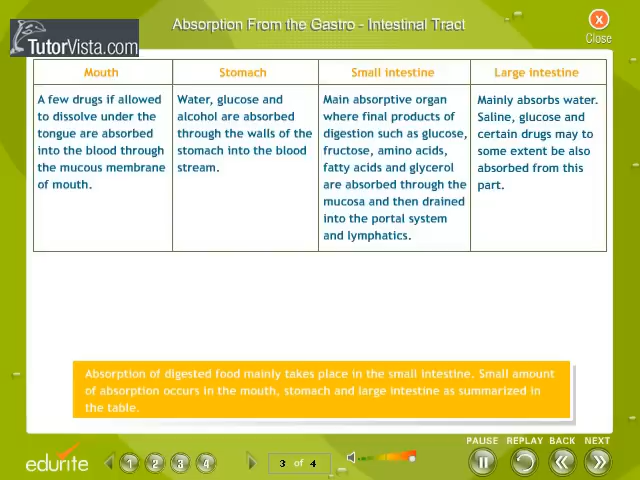 Absorption From the Gastro - Intestinal Tract
X
Close
TutorVista.com
Mouth
Stomach
Small intestine
Large intestine
A few drugs if allowed
to dissolve under the
tongue are absorbed
into the blood through
the mucous membrane
of mouth.
Water, glucose and
alcohol are absorbed
through the walls of the
stomach into the blood
stream.
Main absorptive organ
where final products of
digestion such as glucose,
fructose, amino acids,
fatty acids and glycerol
are absorbed through the
mucosa and then drained
into the portal system
and lymphatics.
Mainly absorbs water.
Saline, glucose and
certain drugs may to
some extent be also
absorbed from this
part.
Absorption of digested food mainly takes place in the small intestine. Small amount
of absorption occurs in the mouth, stomach and large intestine as summarized in
the table.
PAUSE REPLAY BACK NEXT
edurite
1 2 3 4
3 of 4